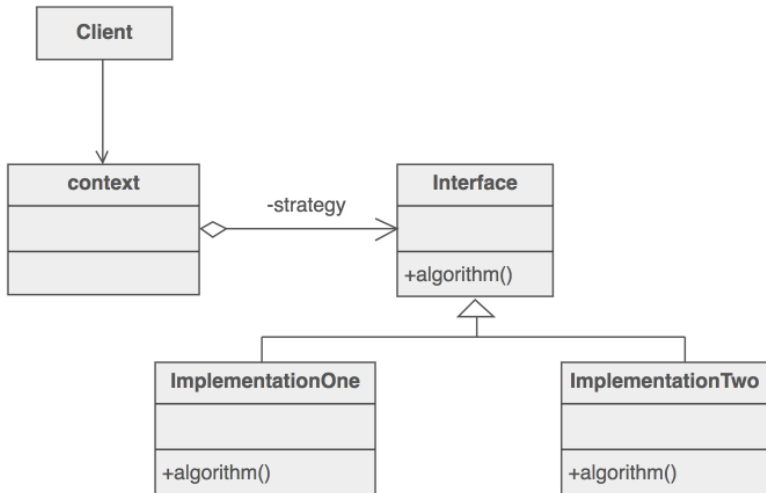 Client
context
-strategy
Interface
+algorithm()
ImplementationOne
+algorithm()
ImplementationTwo
+algorithm()